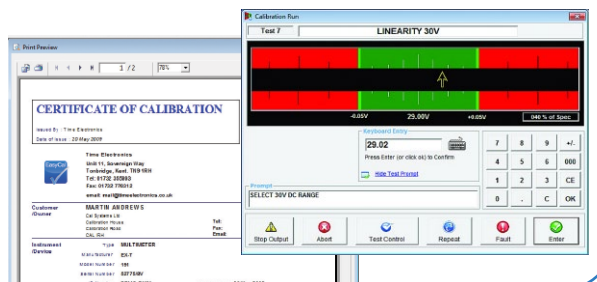 Calibration Run
Test 7
LINEARITY 30V
-0.05V
29.00V
+0.05V
040 % of Spec
Keyboard Entry
29.02
Press Enter (or click ok) to Confirm
Hide Test Prompt
7 8 9 +/-
4 5 6 000
1 2 3 CE
0 . C OK
Prompt
SELECT 30V DC RANGE
Stop Output
Abort
Test Control
Repeat
Fault
Enter
Print Preview
1 / 2
78%
CERTIFICATE OF CALIBRATION
Issued By : Time Electronics
Date of Issue : 20 May 2009
EasyCal
Time Electronics
Unit 11, Sovereign Way
Tonbridge, Kent. TN9 1RH
Tel: 01732 355993
Fax: 01732 770312
email: mail@timeelectronics.co.uk
Customer
/Owner
MARTIN ANDREWS
Cal Systems Ltd
Calibration House
Calibration Road
CAL 1RH
Tel:
Fax:
Email:
Instrument
/Device
Type MULTIMETER
Manufacturer EX-T
Model Number
Serial Number